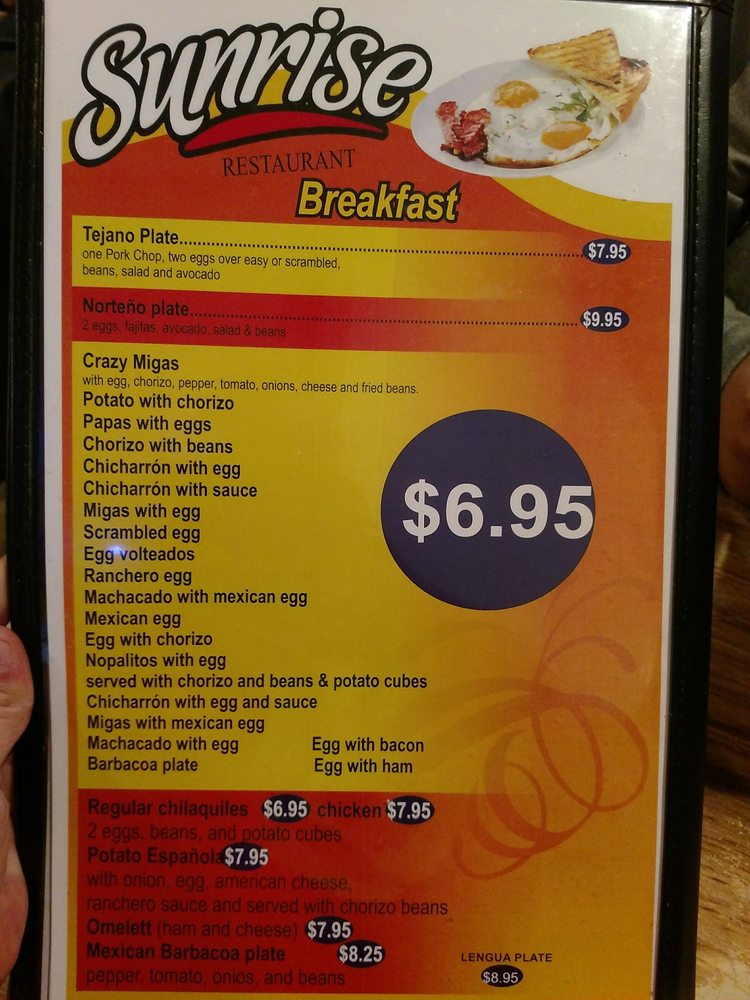 Sunrise
RESTAURANT
Breakfast
Tejano Plate............................................................ $7.95
one Pork Chop, two eggs over easy or scrambled,
beans, salad and avocado
Norteño plate............................................................ $9.95
2 eggs, fajitas, avocado, salad & beans
Crazy Migas
with egg, chorizo, pepper, tomato, onions, cheese and fried beans.
Potato with chorizo
Papas with eggs
Chorizo with beans
Chicharrón with egg
Chicharrón with sauce
$6.95
Migas with egg
Scrambled egg
Egg volteados
Ranchero egg
Machacado with mexican egg
Mexican egg
Egg with chorizo
Nopalitos with egg
served with chorizo and beans & potato cubes
Chicharrón with egg and sauce
Migas with mexican egg
Machacado with egg Egg with bacon
Barbacoa plate Egg with ham
Regular chilaquiles $6.95 chicken $7.95
2 eggs, beans, and potato cubes
Potato Española $7.95
with onion, egg, american cheese,
ranchero sauce and served with chorizo beans
Omelett (ham and cheese) $7.95
Mexican Barbacoa plate $8.25
pepper, tomato, onios, and beans
LENGUA PLATE
$8.95